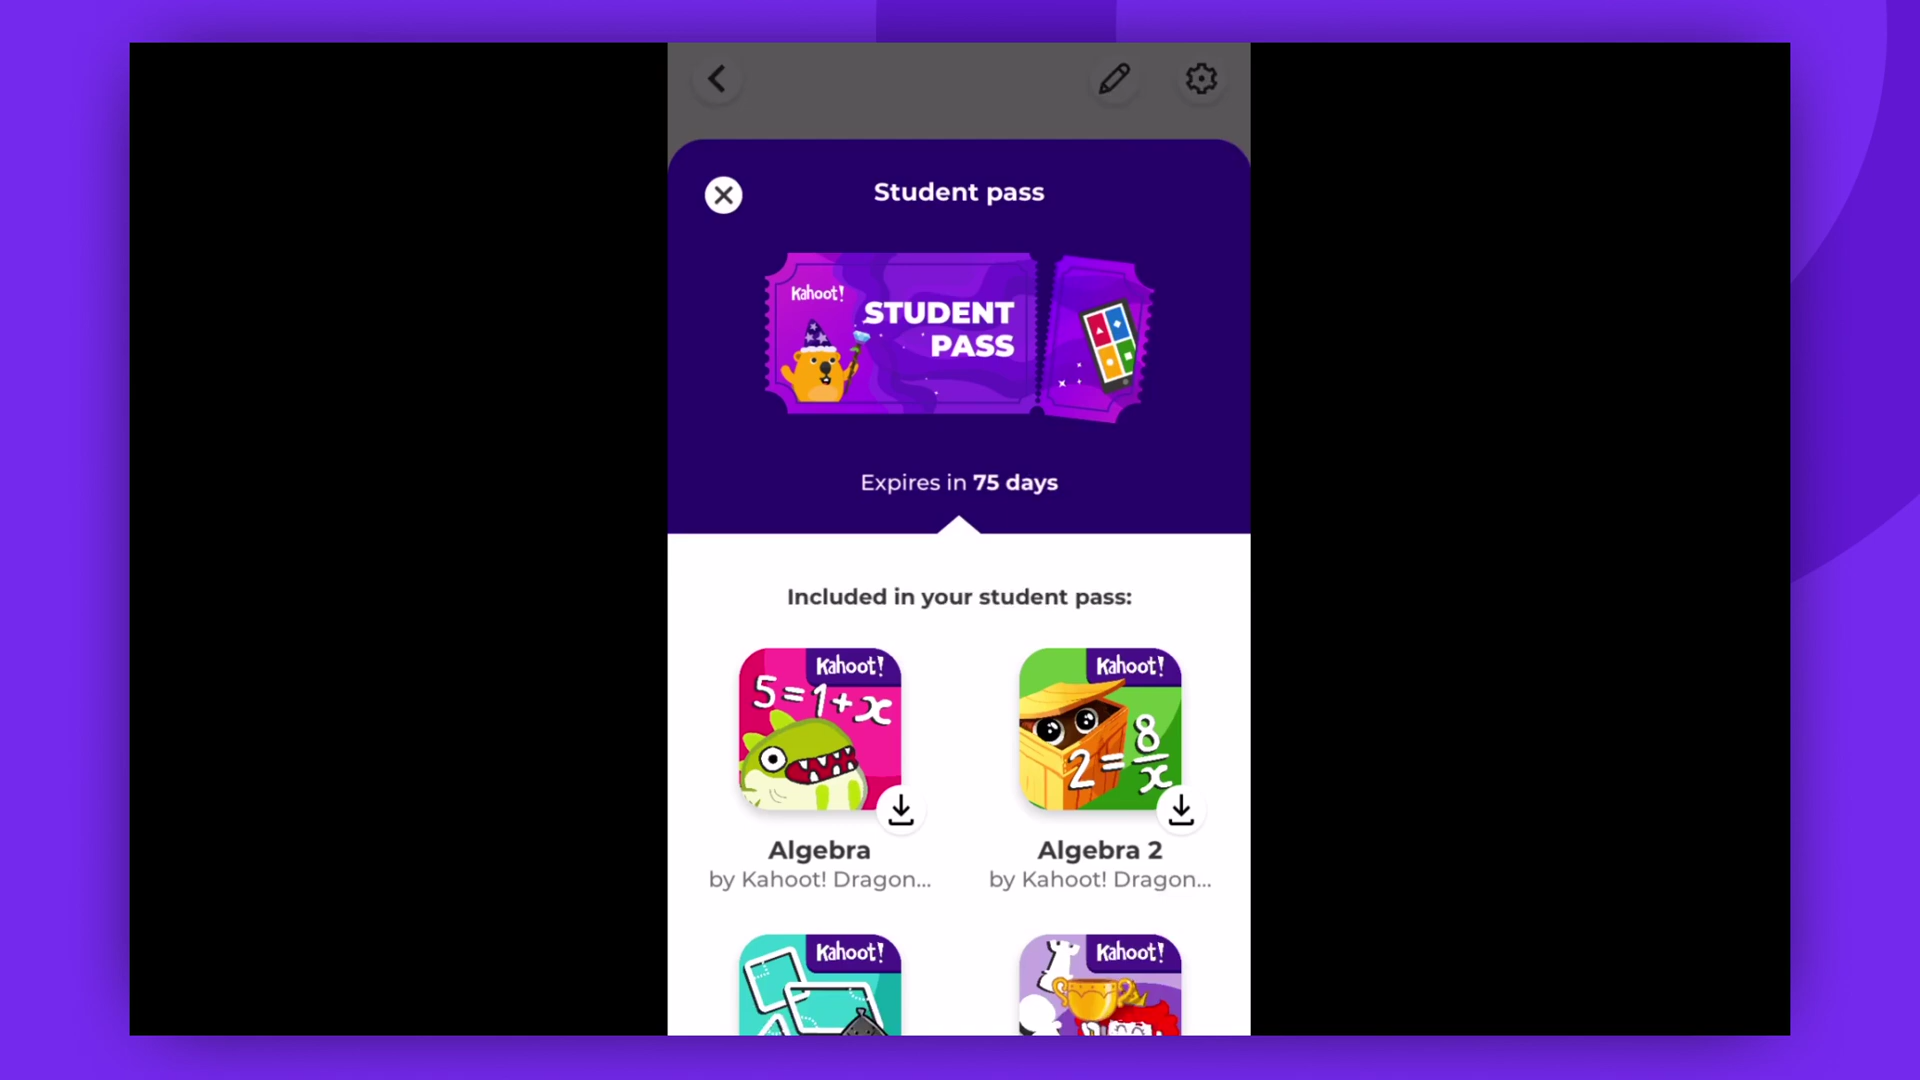 Student pass
Kahoot!
STUDENT
PASS
Expires in 75 days
Included in your student pass:
Kahoot!
5=1+x
Kahoot!
2=8/x
Algebra
by Kahoot! Dragon...
Algebra 2
by Kahoot! Dragon...
Kahoot!
Kahoot!